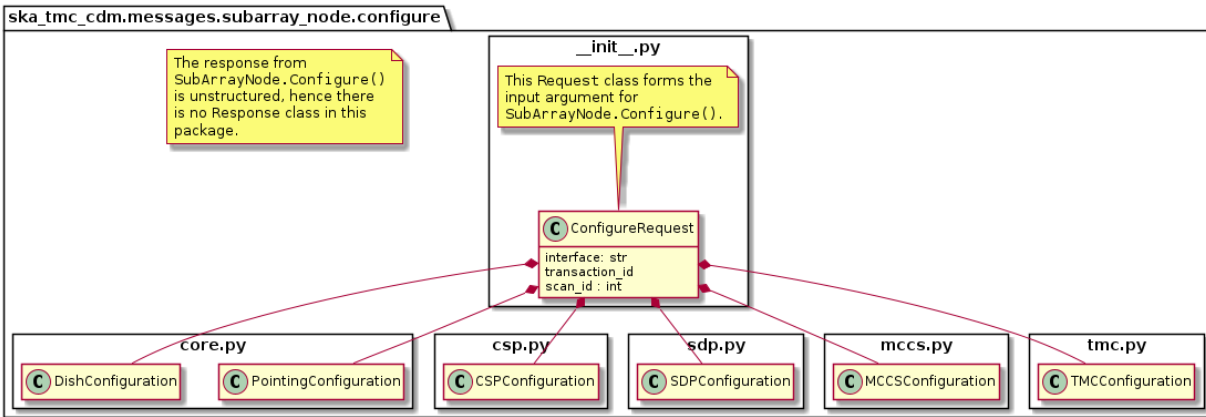 ska_tmc_cdm.messages.subarray_node.configure
__init__.py
The response from
SubArrayNode.Configure()
is unstructured, hence there
is no Response class in this
package.
This Request class forms the
input argument for
SubArrayNode.Configure().
C ConfigureRequest
interface: str
transaction_id
scan_id : int
core.py
csp.py
sdp.py
mccs.py
tmc.py
C DishConfiguration
C PointingConfiguration
C CSPConfiguration
C SDPConfiguration
C MCCSConfiguration
C TMCConfiguration